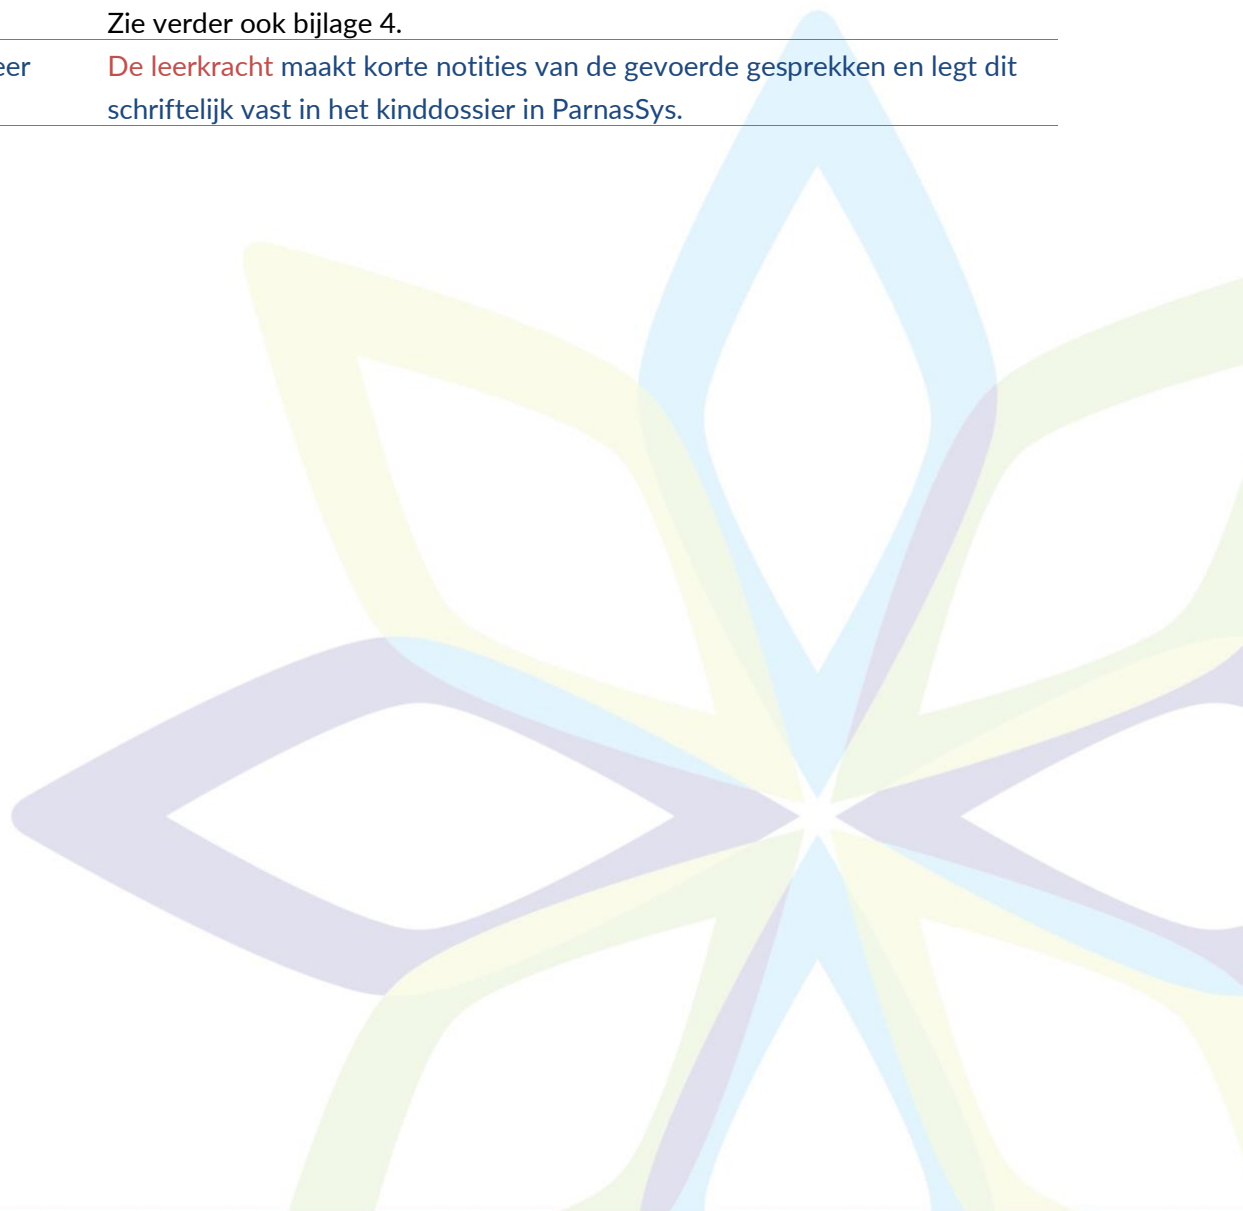 Zie verder ook bijlage 4.
De leerkracht maakt korte notities van de gevoerde gesprekken en legt dit
schriftelijk vast in het kinddossier in ParnasSys.